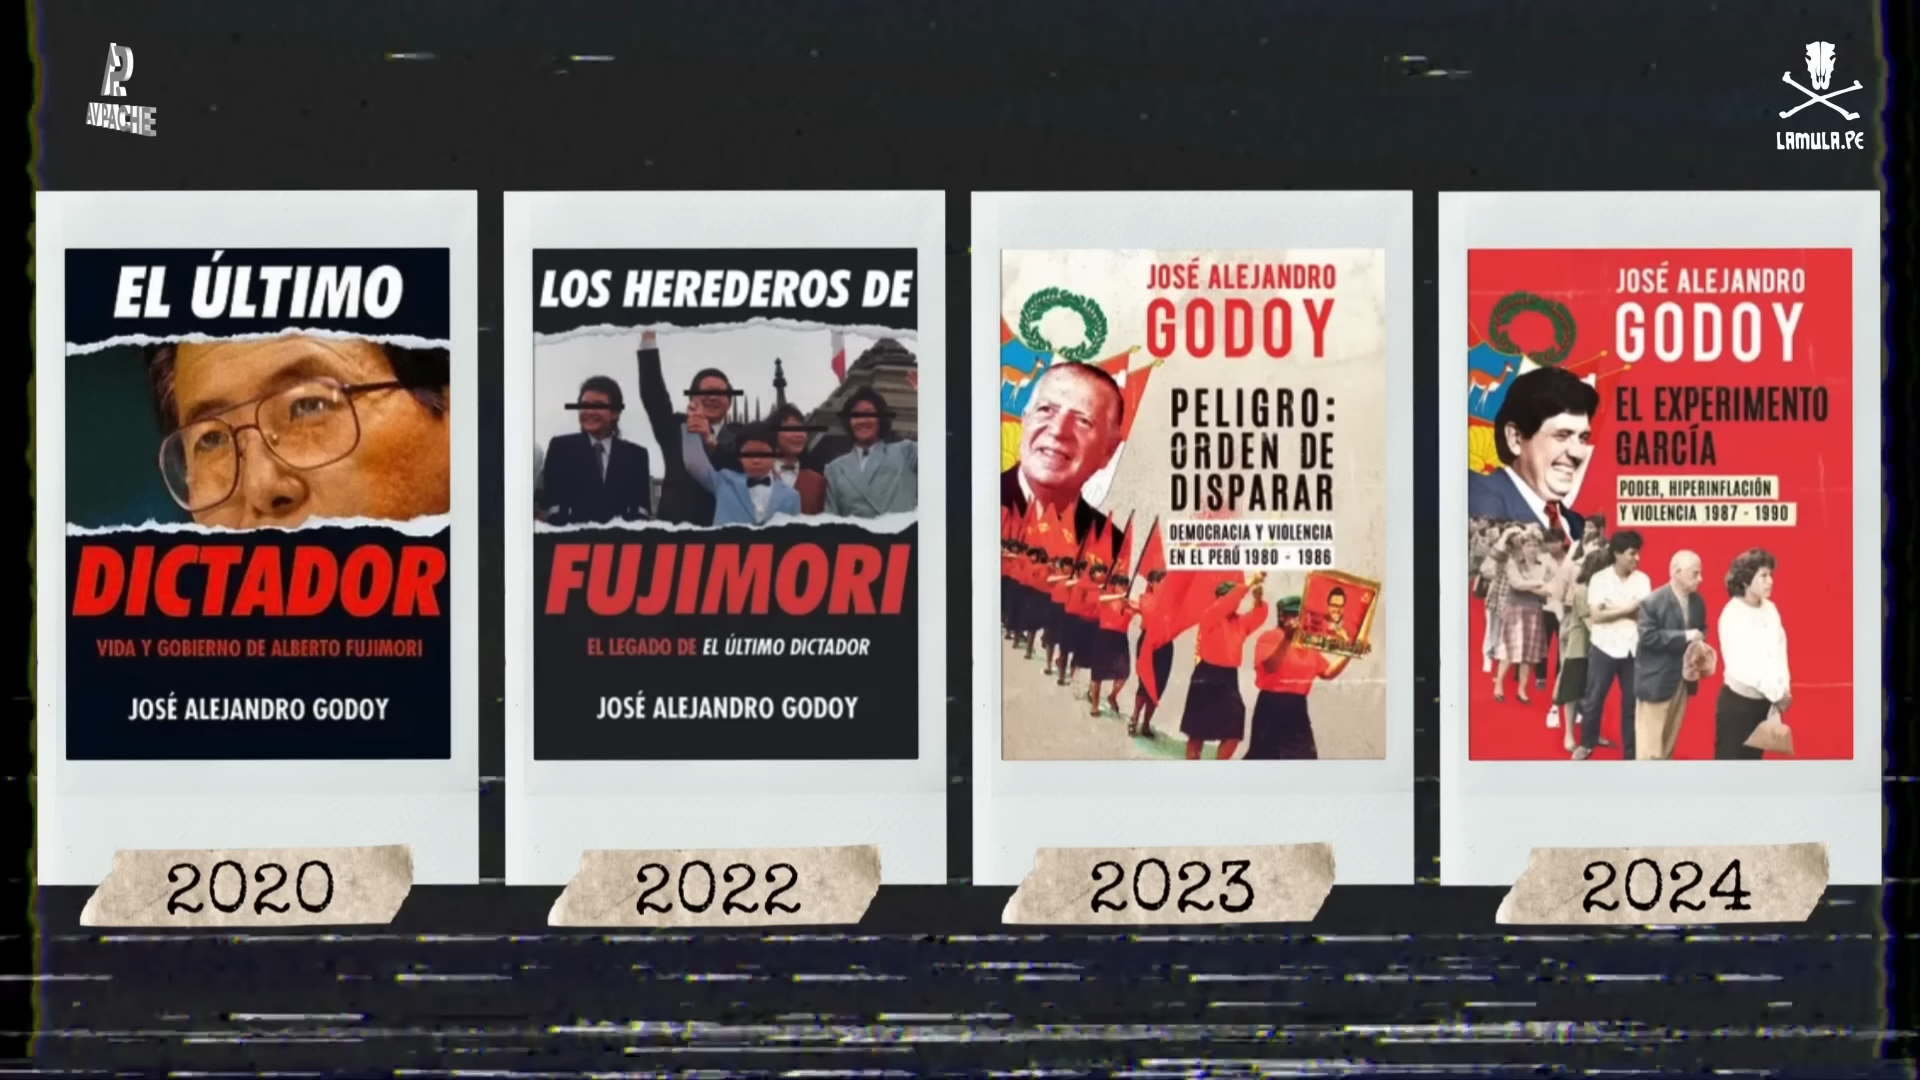 AVPACHE
LAMULA.PE
EL ÚLTIMO
DICTADOR
VIDA Y GOBIERNO DE ALBERTO FUJIMORI
JOSÉ ALEJANDRO GODOY
2020
LOS HEREDEROS DE
FUJIMORI
EL LEGADO DE EL ÚLTIMO DICTADOR
JOSÉ ALEJANDRO GODOY
2022
JOSÉ ALEJANDRO
GODOY
PELIGRO:
ORDEN DE
DISPARAR
DEMOCRACIA Y VIOLENCIA
EN EL PERÚ 1980 - 1986
2023
JOSÉ ALEJANDRO
GODOY
EL EXPERIMENTO
GARCÍA
PODER, HIPERINFLACIÓN
Y VIOLENCIA 1987 - 1990
2024